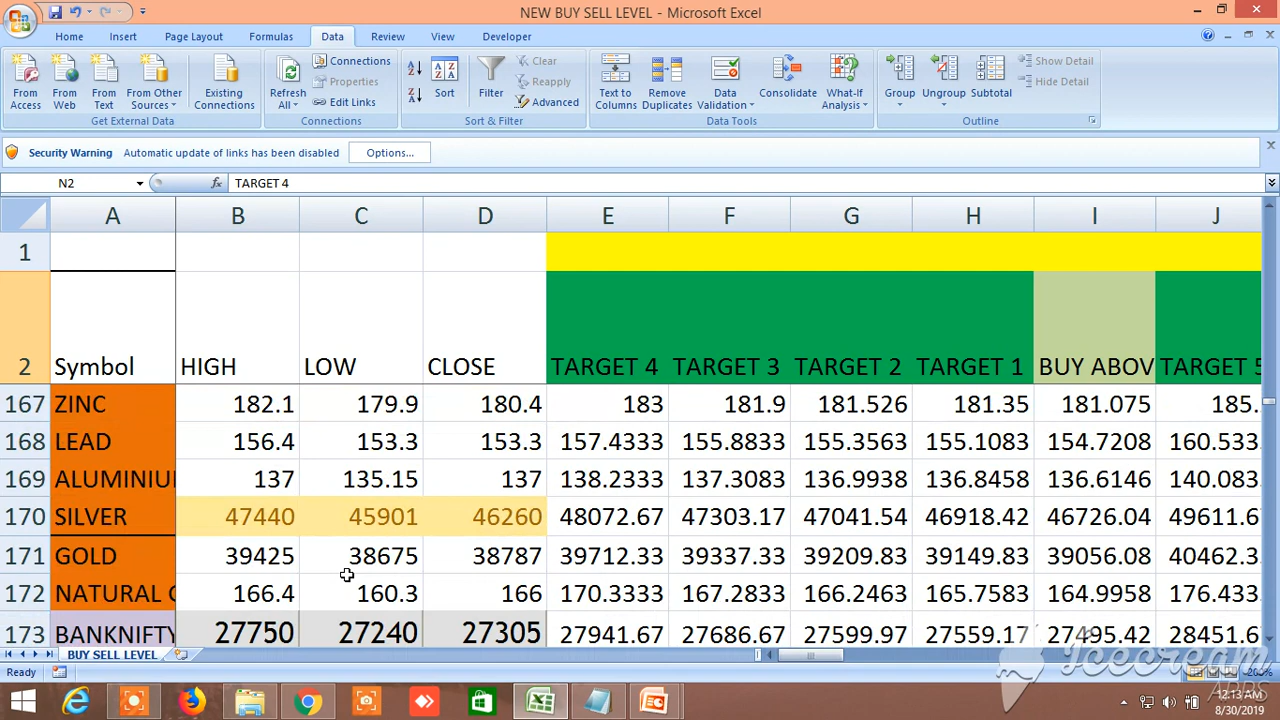 NEW BUY SELL LEVEL - Microsoft Excel
Home Insert Page Layout Formulas Data Review View Developer
From Access
From Web
From Text
From Other Sources
Existing Connections
Get External Data
Refresh All
Connections
Properties
Edit Links
Connections
Sort
Filter
Clear
Reapply
Advanced
Sort & Filter
Text to Columns
Remove Duplicates
Data Validation
Consolidate
What-If Analysis
Data Tools
Group
Ungroup
Subtotal
Show Detail
Hide Detail
Outline
Security Warning Automatic update of links has been disabled Options...
N2 fx TARGET 4
A B C D E F G H I J
1
2 Symbol HIGH LOW CLOSE TARGET 4 TARGET 3 TARGET 2 TARGET 1 BUY ABOV TARGET 5
167 ZINC 182.1 179.9 180.4 183 181.9 181.526 181.35 181.075 185.
168 LEAD 156.4 153.3 153.3 157.4333 155.8833 155.3563 155.1083 154.7208 160.533
169 ALUMINIU 137 135.15 137 138.2333 137.3083 136.9938 136.8458 136.6146 140.083
170 SILVER 47440 45901 46260 48072.67 47303.17 47041.54 46918.42 46726.04 49611.6
171 GOLD 39425 38675 38787 39712.33 39337.33 39209.83 39149.83 39056.08 40462.3
172 NATURAL G 166.4 160.3 166 170.3333 167.2833 166.2463 165.7583 164.9958 176.433
173 BANKNIFTY 27750 27240 27305 27941.67 27686.67 27599.97 27559.17 27495.42 28451.6
BUY SELL LEVEL
Ready 200%
Icecream
APPS
12:13 AM
8/30/2019